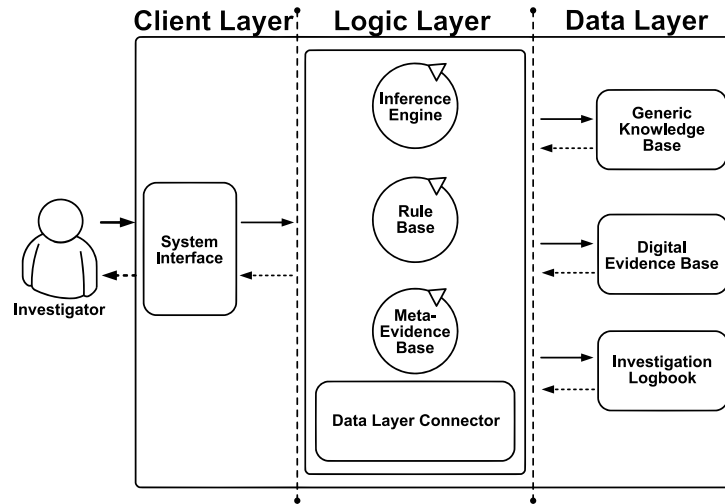 Client Layer
Logic Layer
Data Layer
Inference
Engine
Generic
Knowledge
Base
System
Interface
Rule
Base
Digital
Evidence Base
Investigator
Meta-
Evidence
Base
Investigation
Logbook
Data Layer Connector